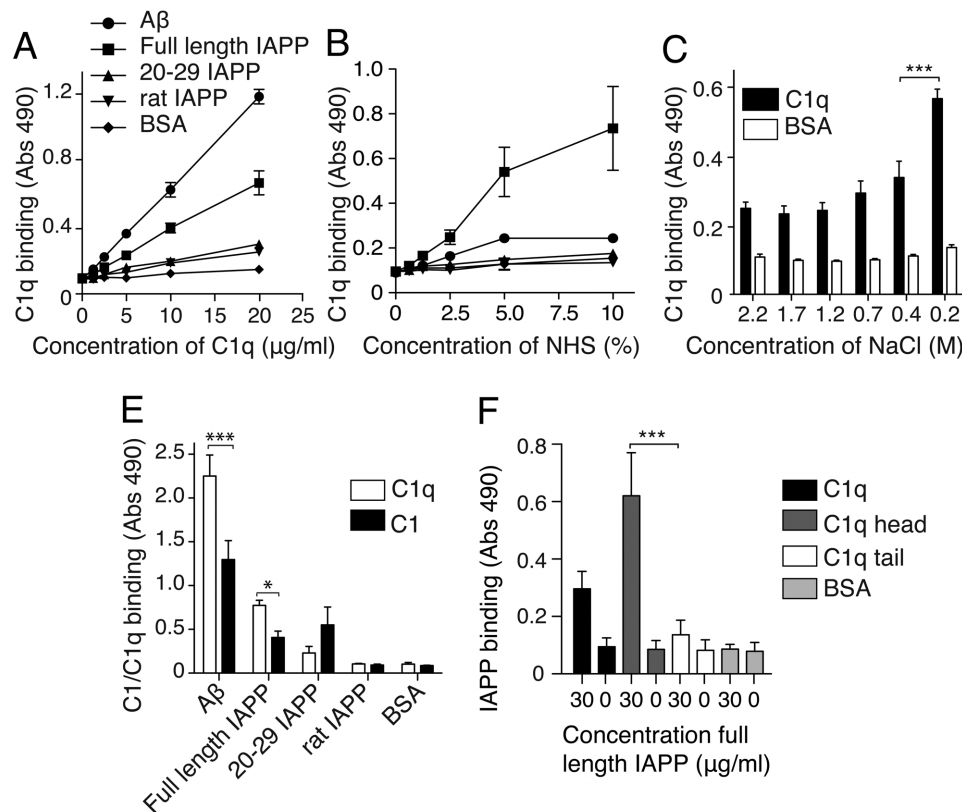 A
Aβ
Full length IAPP
20-29 IAPP
rat IAPP
BSA
C1q binding (Abs 490)
1.2
0.8
0.4
0
0 5 10 15 20 25
Concentration of C1q (μg/ml)
B
C1q binding (Abs 490)
1.0
0.8
0.6
0.4
0.2
0
0 2.5 5.0 7.5 10
Concentration of NHS (%)
C
***
C1q
BSA
C1q binding (Abs 490)
0.6
0.4
0.2
0
2.2 1.7 1.2 0.7 0.4 0.2
Concentration of NaCl (M)
E
***
*
C1q
C1
C1/C1q binding (Abs 490)
2.5
2.0
1.5
1.0
0.5
0
Aβ
Full length IAPP
20-29 IAPP
rat IAPP
BSA
F
***
C1q
C1q head
C1q tail
BSA
IAPP binding (Abs 490)
0.8
0.6
0.4
0.2
0
30 0 30 0 30 0 30 0
Concentration full
length IAPP (μg/ml)